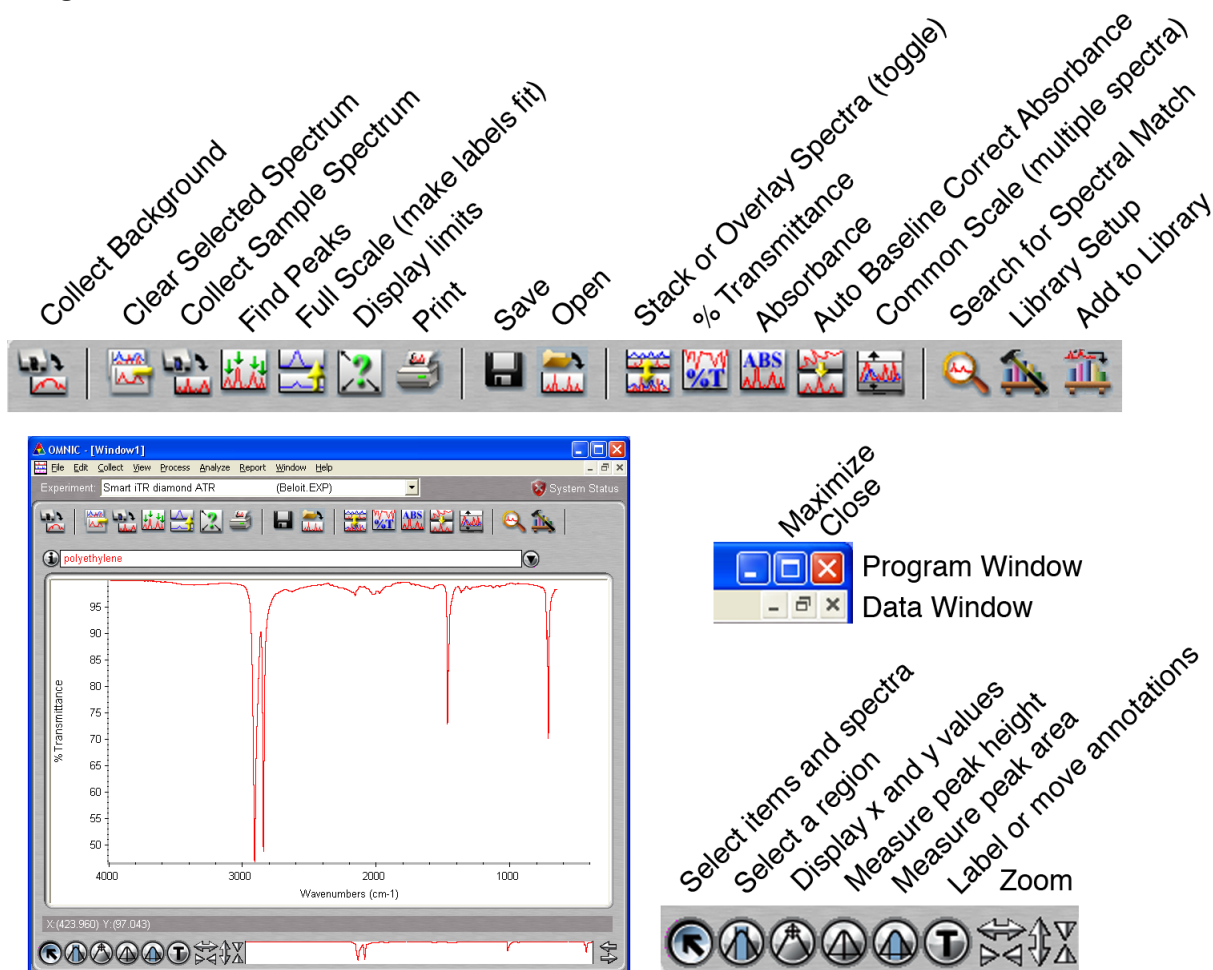 Collect Background
Clear Selected Spectrum
Collect Sample Spectrum
Find Peaks
Full Scale (make labels fit)
Display limits
Print
Save
Open
Stack or Overlay Spectra (toggle)
% Transmittance
Absorbance
Auto Baseline Correct Absorbance
Common Scale (multiple spectra)
Search for Spectral Match
Library Setup
Add to Library
%T
ABS
OMNIC - [Window1]
File Edit Collect View Process Analyze Report Window Help
Experiment: Smart iTR diamond ATR (Beloit.EXP) System Status
%T ABS
polyethylene
% Transmittance
95
90
85
80
75
70
65
60
55
50
4000 3000 2000 1000
Wavenumbers (cm-1)
X:(423.960) Y:(97.043)
T
Maximize
Close
Program Window
Data Window
Select items and spectra
Select a region
Display x and y values
Measure peak height
Measure peak area
Label or move annotations
Zoom
T